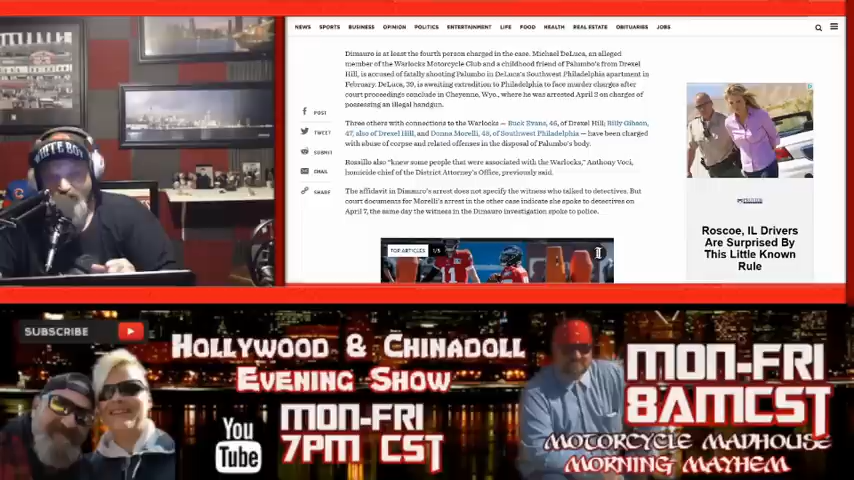 NEWS SPORTS BUSINESS OPINION POLITICS ENTERTAINMENT LIFE FOOD HEALTH REAL ESTATE OBITUARIES JOBS
WHITE BOY
POST
TWEET
SUBMIT
EMAIL
SHARE
Dimauro is at least the fourth person charged in the case. Michael DeLuca, an alleged
member of the Warlocks Motorcycle Club and a childhood friend of Palumbo's from Drexel
Hill, is accused of fatally shooting Palumbo in DeLuca's Southwest Philadelphia apartment in
February. DeLuca, 39, is awaiting extradition to Philadelphia to face murder charges after
court proceedings conclude in Cheyenne, Wyo., where he was arrested April 2 on charges of
possessing an illegal handgun.
Three others with connections to the Warlocks — Buck Evans, 46, of Drexel Hill; Billy Gibson,
47, also of Drexel Hill, and Donna Morelli, 48, of Southwest Philadelphia — have been charged
with abuse of corpse and related offenses in the disposal of Palumbo's body.
Rossillo also "knew some people that were associated with the Warlocks," Anthony Voci,
homicide chief of the District Attorney's Office, previously said.
The affidavit in Dimauro's arrest does not specify the witness who talked to detectives. But
court documents for Morelli's arrest in the other case indicate she spoke to detectives on
April 7, the same day the witness in the Dimauro investigation spoke to police.
TOP ARTICLES 1/5
11
Roscoe, IL Drivers
Are Surprised By
This Little Known
Rule
SUBSCRIBE
HOLLYWOOD & CHINADOLL
EVENING SHOW
You
Tube
MON-FRI
7PM CST
MON-FRI
8AMCST
MOTORCYCLE MADHOUSE
MORNING MAYHEM